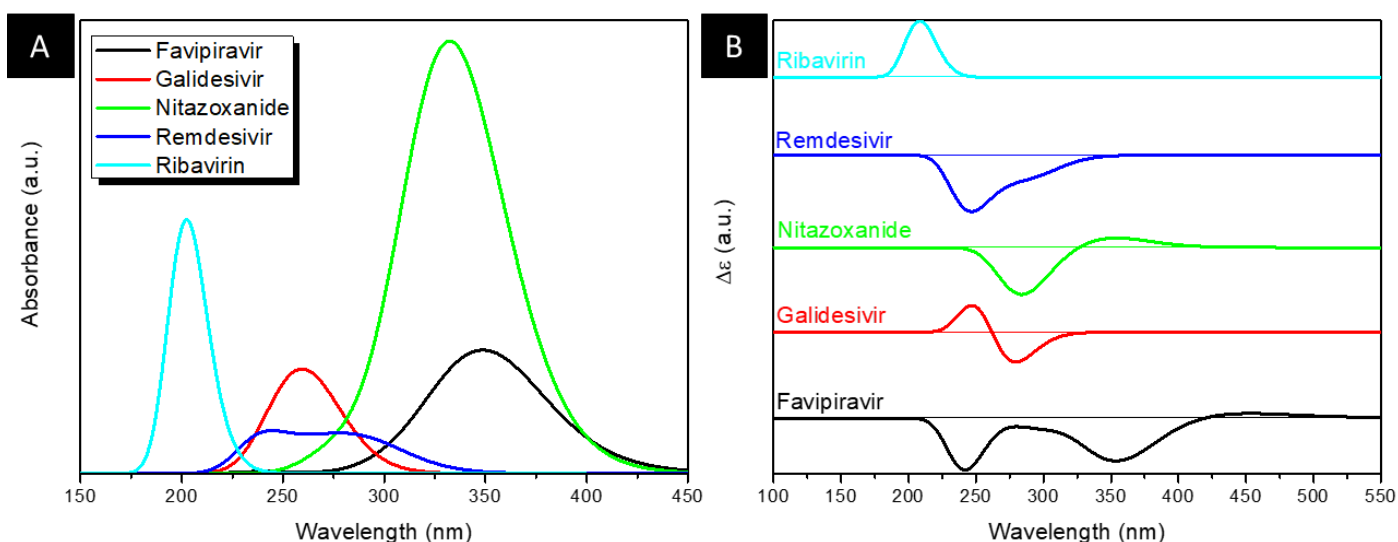 A
Favipiravir
Galidesivir
Nitazoxanide
Remdesivir
Ribavirin
Absorbance (a.u.)
150 200 250 300 350 400 450
Wavelength (nm)
B
Ribavirin
Remdesivir
Nitazoxanide
Galidesivir
Favipiravir
Δε (a.u.)
100 150 200 250 300 350 400 450 500 550
Wavelength (nm)